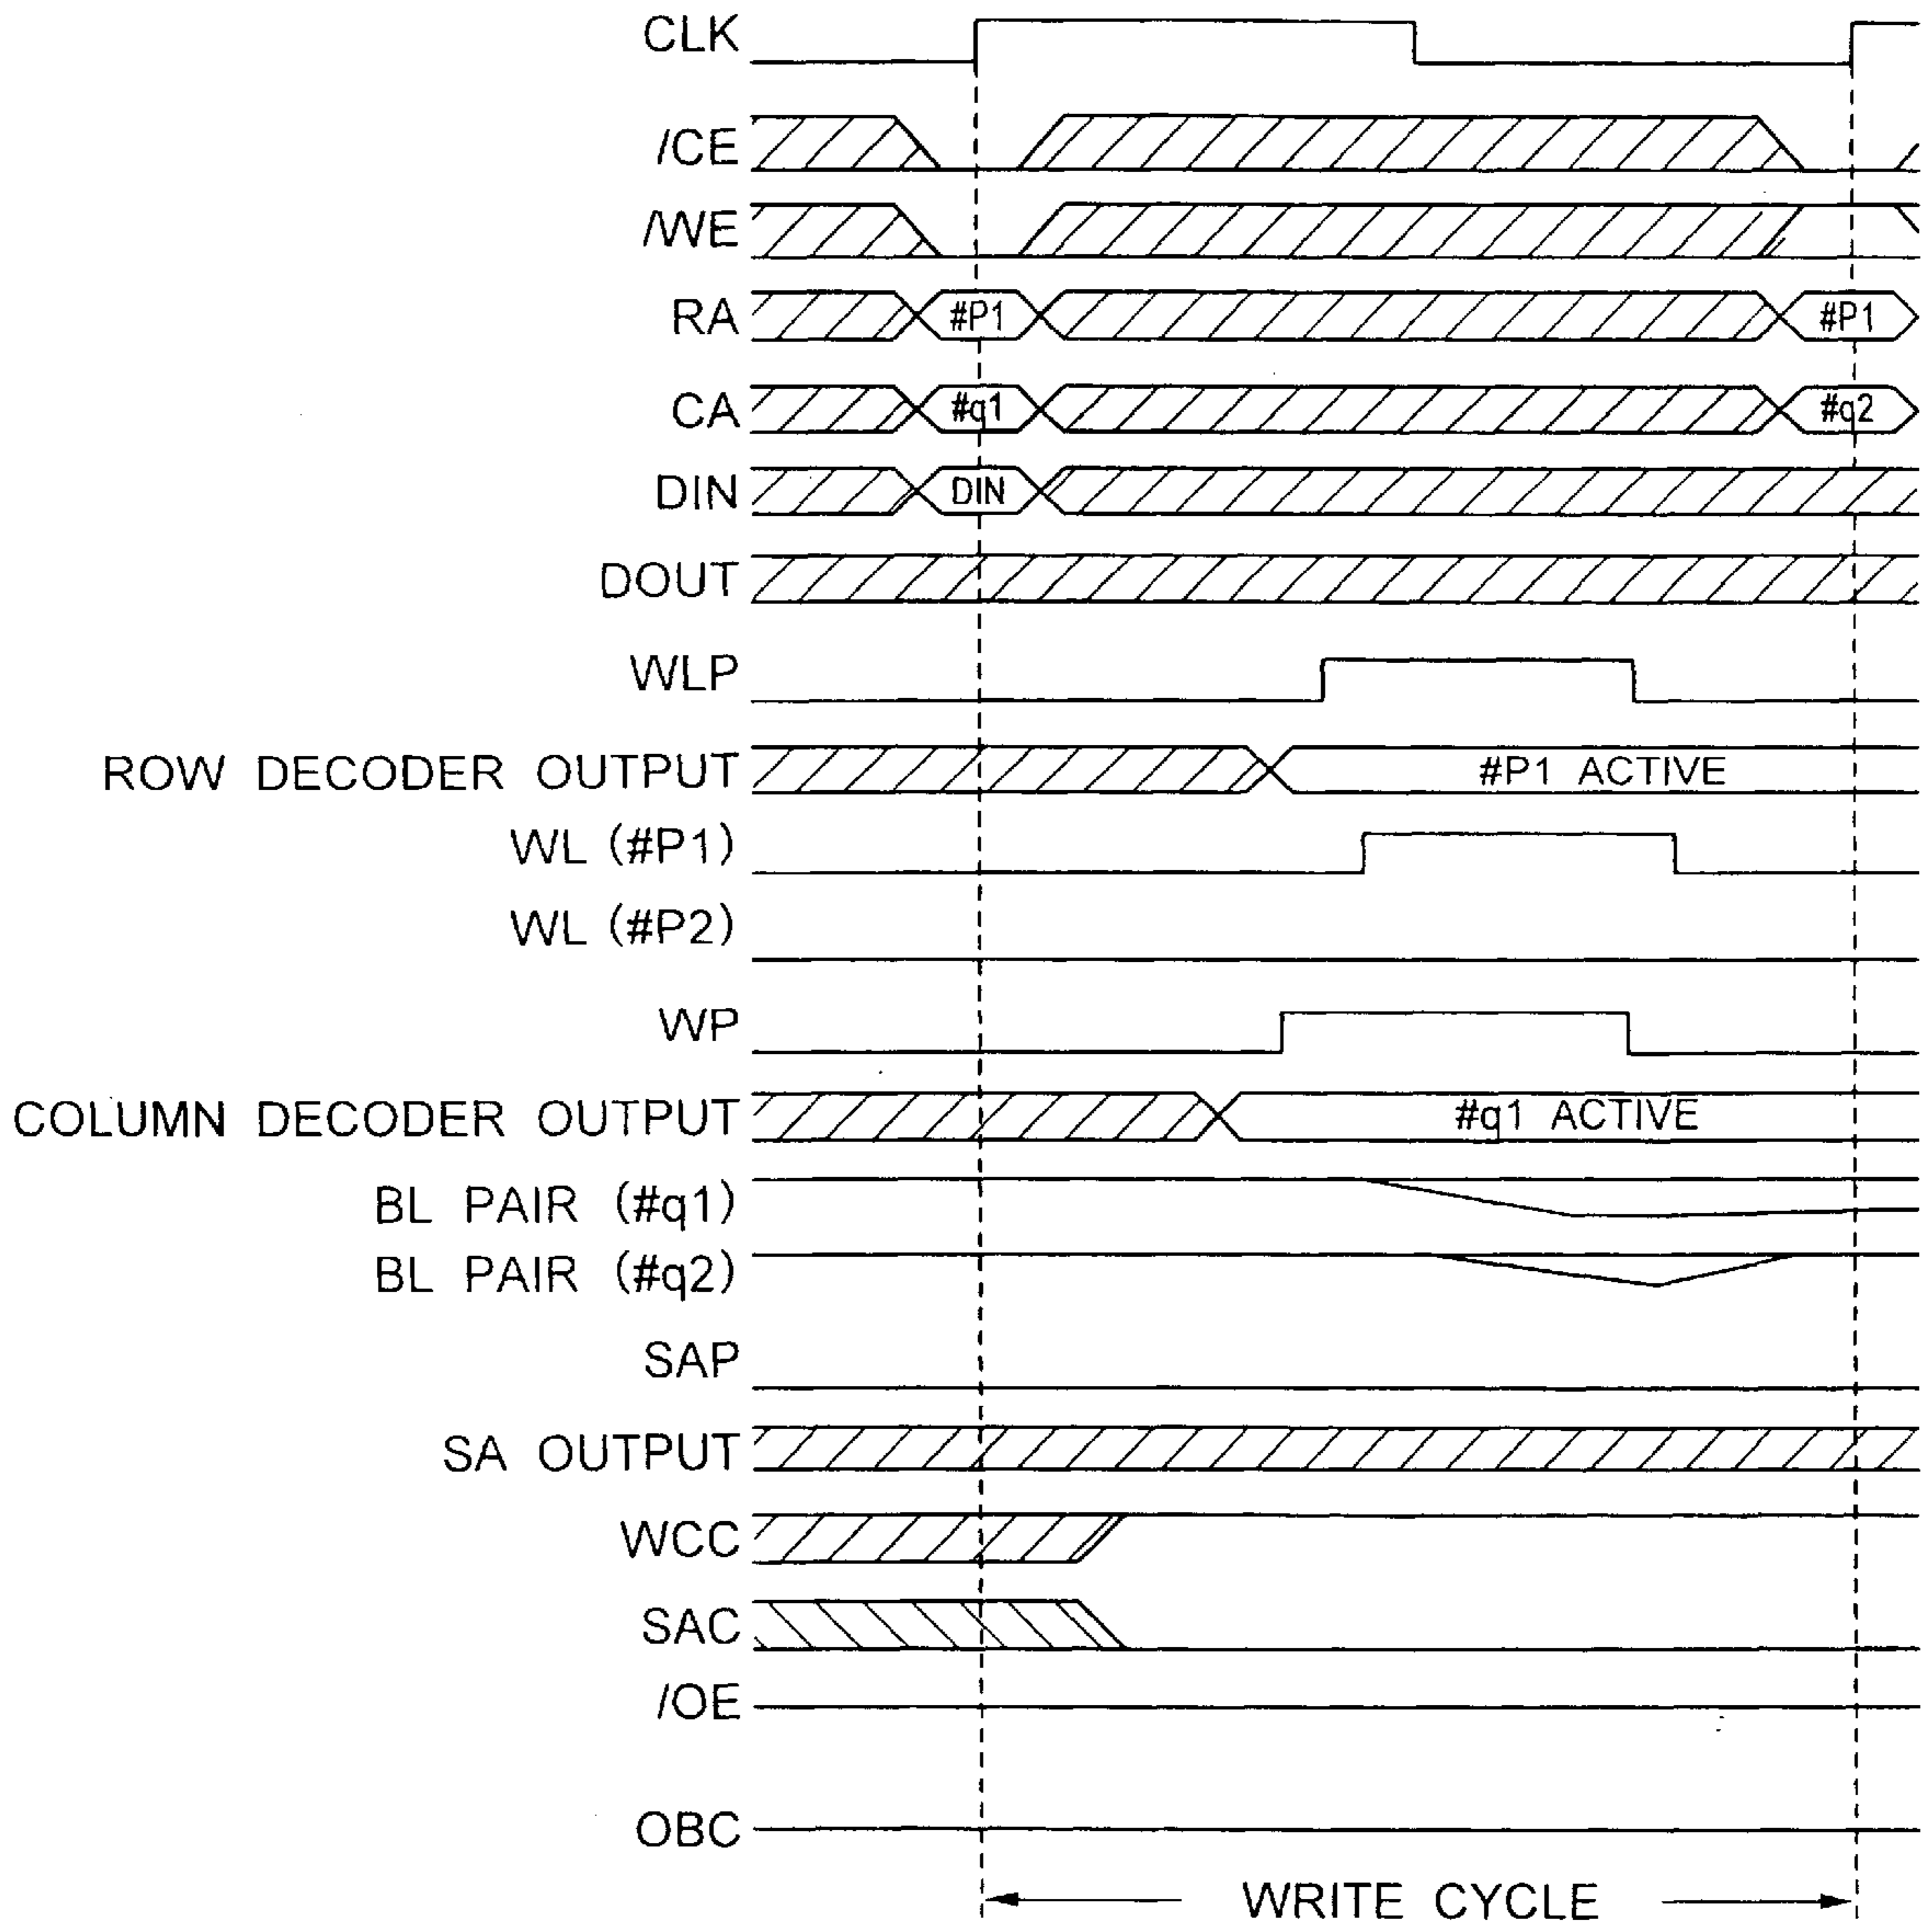 CLK
/CE
/WE
RA #P1 #P1
CA #q1 #q2
DIN DIN
DOUT
WLP
ROW DECODER OUTPUT #P1 ACTIVE
WL (#P1)
WL (#P2)
WP
COLUMN DECODER OUTPUT #q1 ACTIVE
BL PAIR (#q1)
BL PAIR (#q2)
SAP
SA OUTPUT
WCC
SAC
/OE
OBC
WRITE CYCLE